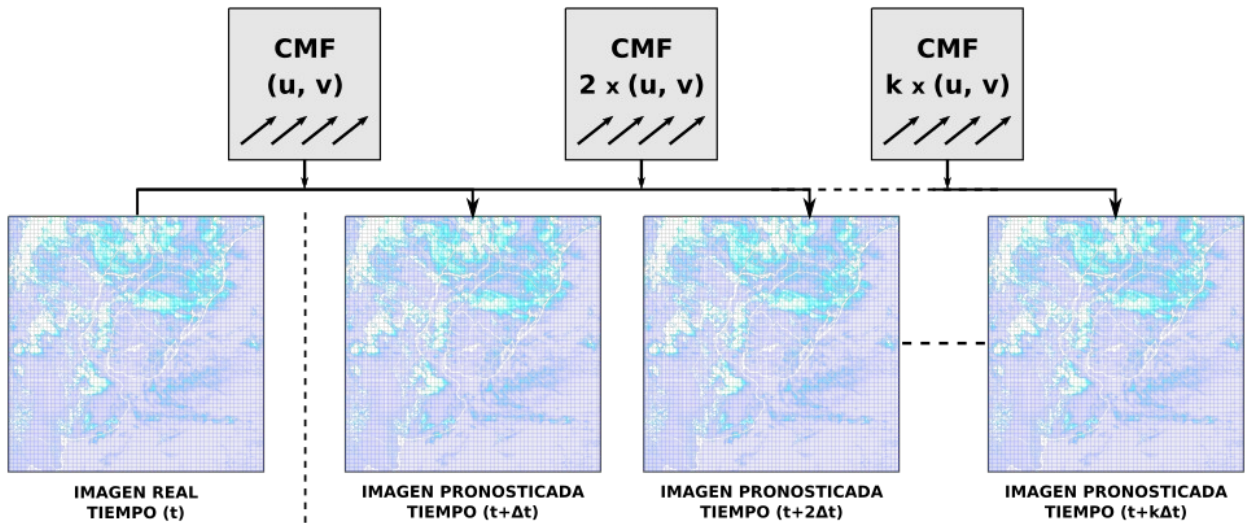 CMF
(u, v)
CMF
2 x (u, v)
CMF
k x (u, v)
IMAGEN REAL
TIEMPO (t)
IMAGEN PRONOSTICADA
TIEMPO (t+Δt)
IMAGEN PRONOSTICADA
TIEMPO (t+2Δt)
IMAGEN PRONOSTICADA
TIEMPO (t+kΔt)